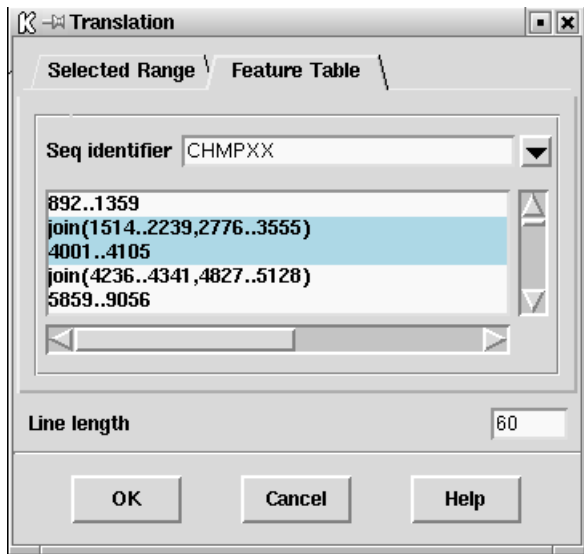 Translation
Selected Range Feature Table
Seq identifier CHMPXX
892..1359
join(1514..2239,2776..3555)
4001..4105
join(4236..4341,4827..5128)
5859..9056
Line length 60
OK Cancel Help